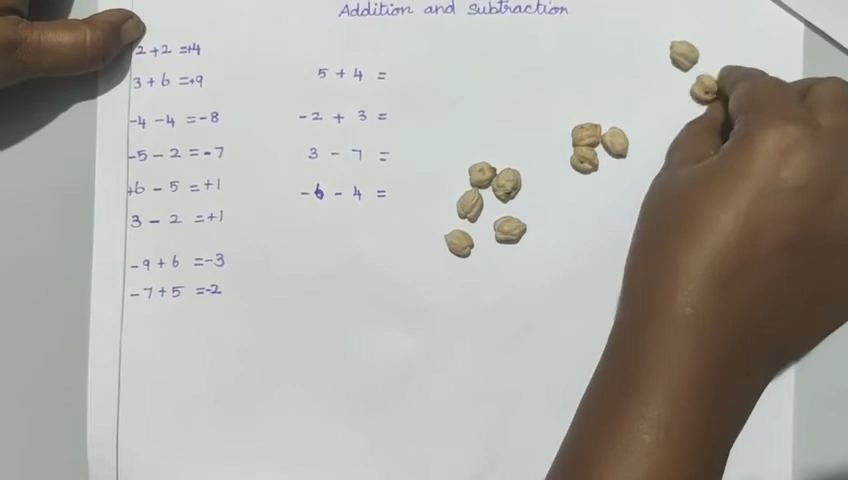 Addition and Subtraction
2 + 2 = +4
3 + 6 = +9
-4 - 4 = -8
-5 - 2 = -7
+6 - 5 = +1
3 - 2 = +1
-9 + 6 = -3
-7 + 5 = -2
5 + 4 =
-2 + 3 =
3 - 7 =
-6 - 4 =